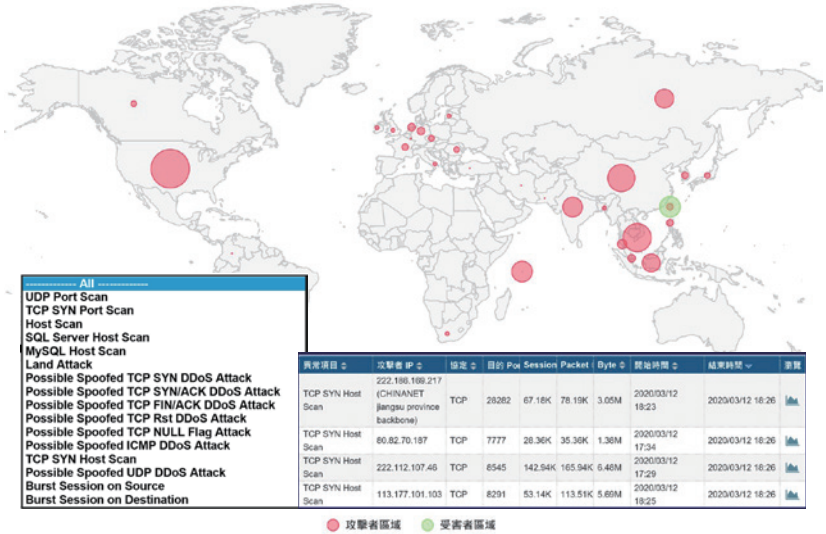 ------------- All -------------
UDP Port Scan
TCP SYN Port Scan
Host Scan
SQL Server Host Scan
MySQL Host Scan
Land Attack
Possible Spoofed TCP SYN DDoS Attack
Possible Spoofed TCP SYN/ACK DDoS Attack
Possible Spoofed TCP FIN/ACK DDoS Attack
Possible Spoofed TCP Rst DDoS Attack
Possible Spoofed TCP NULL Flag Attack
Possible Spoofed ICMP DDoS Attack
TCP SYN Host Scan
Possible Spoofed UDP DDoS Attack
Burst Session on Source
Burst Session on Destination
異常項目 攻擊者 IP 協定 目的 Por Session Packet Byte 開始時間 結束時間 瀏覽
TCP SYN Host Scan 222.186.169.217 (CHINANET jiangsu province backbone) TCP 28282 67.18K 78.19K 3.05M 2020/03/12 18:23 2020/03/12 18:26
TCP SYN Host Scan 80.82.70.187 TCP 7777 28.36K 35.36K 1.36M 2020/03/12 17:34 2020/03/12 18:26
TCP SYN Host Scan 222.112.107.46 TCP 8545 142.94K 165.94K 6.48M 2020/03/12 17:29 2020/03/12 18:26
TCP SYN Host Scan 113.177.101.103 TCP 8291 53.14K 113.51K 5.69M 2020/03/12 18:25 2020/03/12 18:26
攻擊者區域 受害者區域